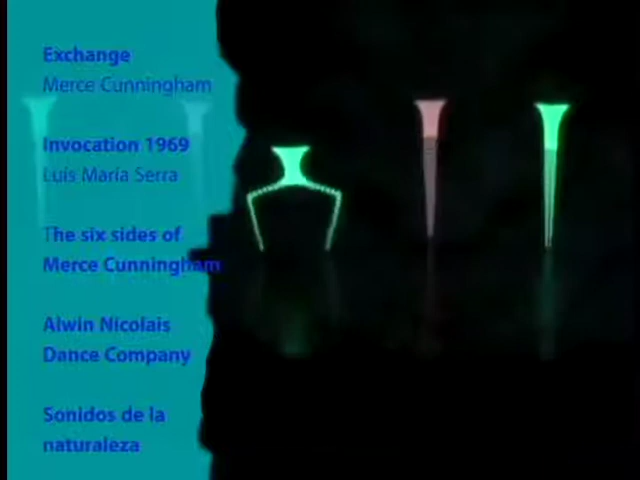 Exchange
Merce Cunningham
Invocation 1969
Luis María Serra
The six sides of
Merce Cunningham
Alwin Nicolais
Dance Company
Sonidos de la
naturaleza